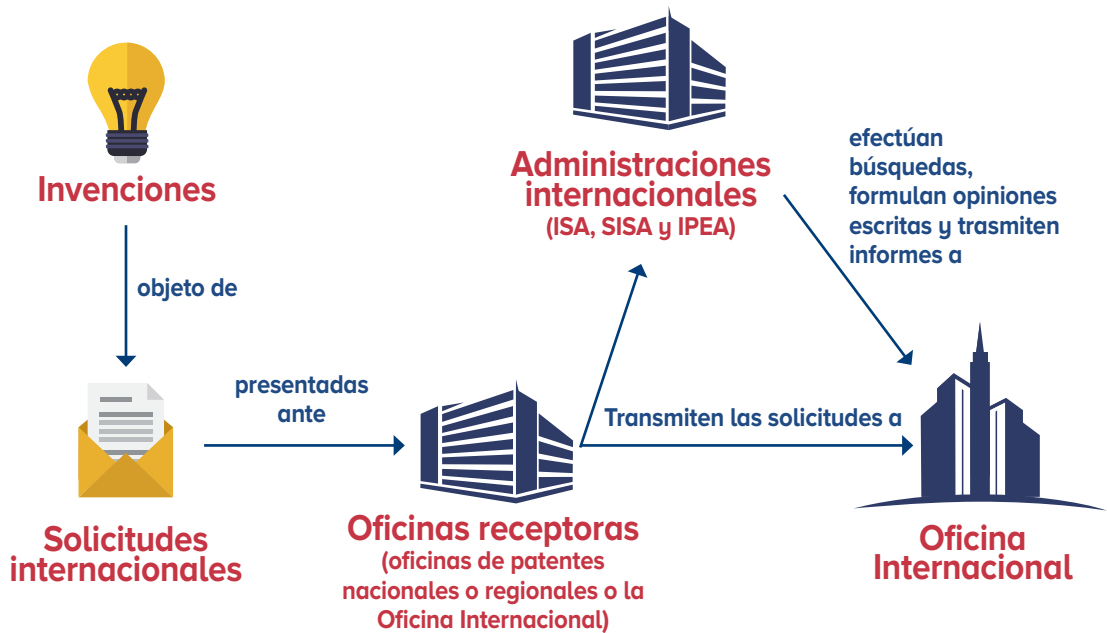 Invenciones
objeto de
Solicitudes
internacionales
presentadas
ante
Oficinas receptoras
(oficinas de patentes
nacionales o regionales o la
Oficina Internacional)
Administraciones
internacionales
(ISA, SISA y IPEA)
Transmiten las solicitudes a
efectúan
búsquedas,
formulan opiniones
escritas y trasmiten
informes a
Oficina
Internacional